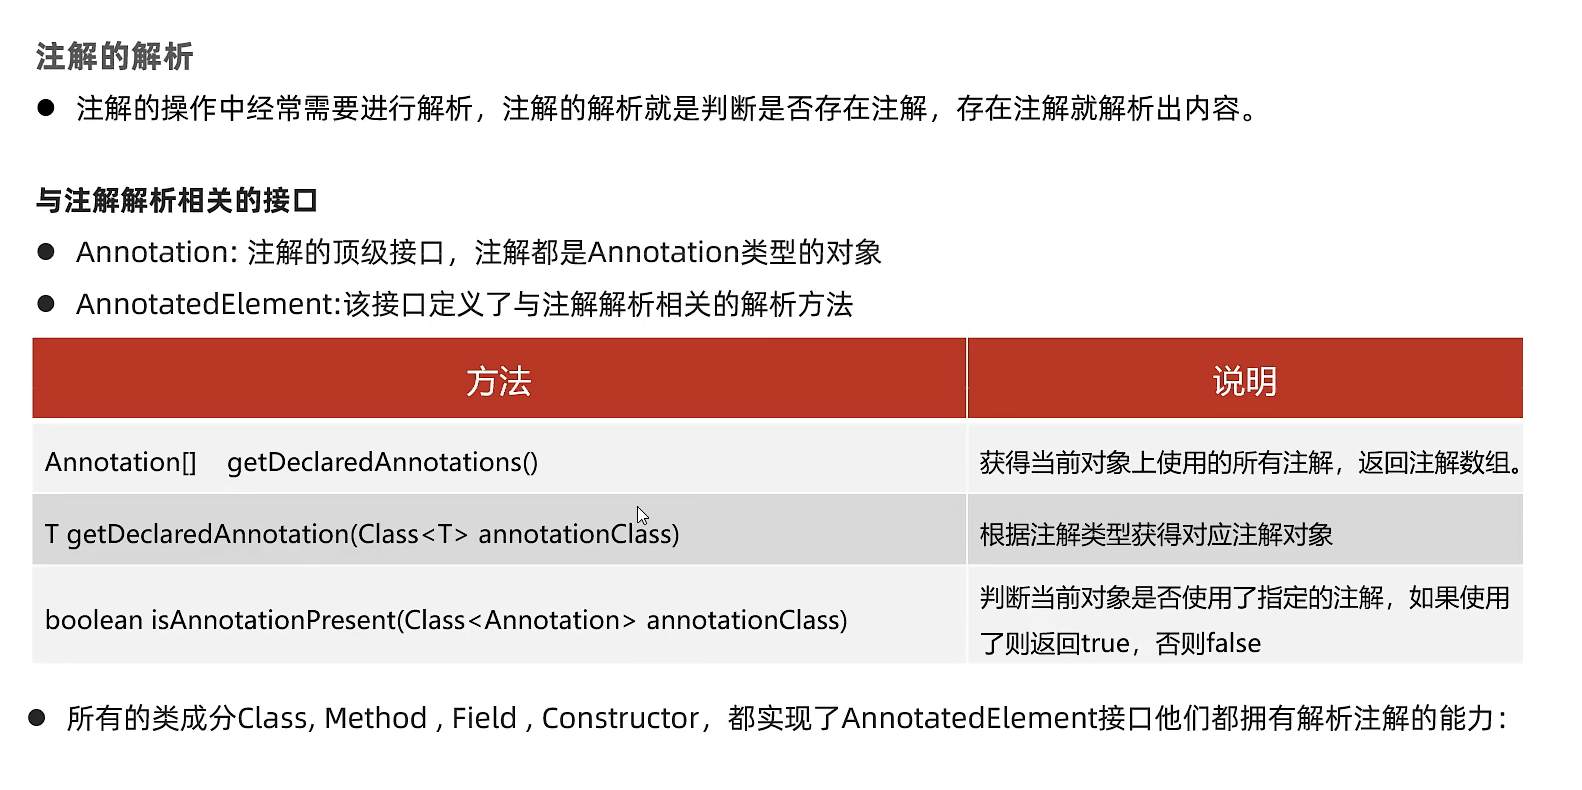 注解的解析
● 注解的操作中经常需要进行解析，注解的解析就是判断是否存在注解，存在注解就解析出内容。
与注解解析相关的接口
● Annotation: 注解的顶级接口，注解都是Annotation类型的对象
● AnnotatedElement:该接口定义了与注解解析相关的解析方法
方法 说明
Annotation[] getDeclaredAnnotations() 获得当前对象上使用的所有注解，返回注解数组。
T getDeclaredAnnotation(Class<T> annotationClass) 根据注解类型获得对应注解对象
boolean isAnnotationPresent(Class<Annotation> annotationClass) 判断当前对象是否使用了指定的注解，如果使用
了则返回true，否则false
● 所有的类成分Class, Method , Field , Constructor，都实现了AnnotatedElement接口他们都拥有解析注解的能力：